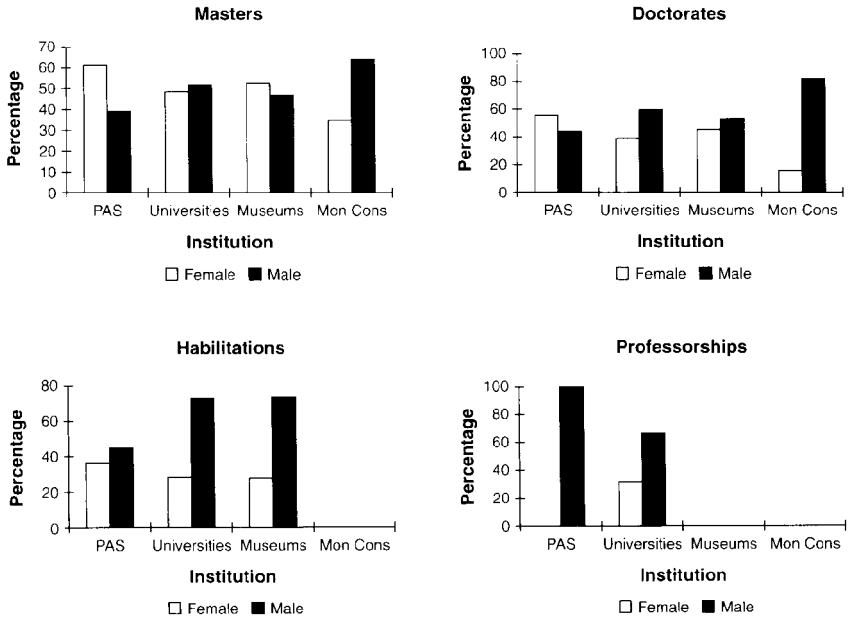 Masters
Percentage
70
60
50
40
30
20
10
0
PAS Universities Museums Mon Cons
Institution
Female Male
Doctorates
Percentage
100
80
60
40
20
0
PAS Universities Museums Mon Cons
Institution
Female Male
Habilitations
Percentage
80
60
40
20
0
PAS Universities Museums Mon Cons
Institution
Female Male
Professorships
Percentage
100
80
60
40
20
0
PAS Universities Museums Mon Cons
Institution
Female Male